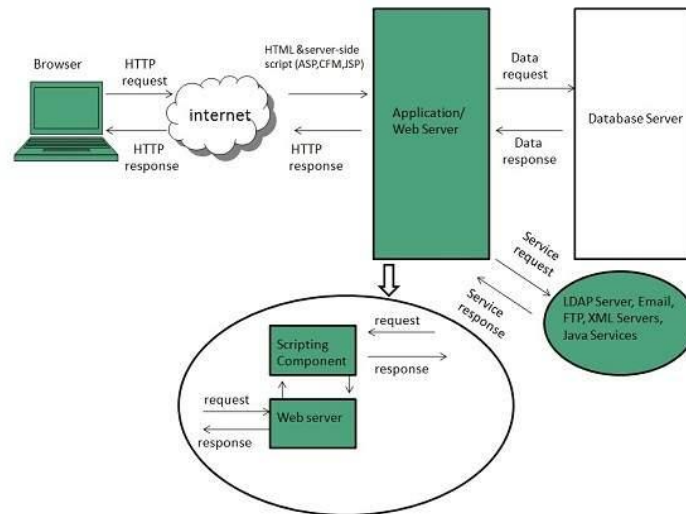 Browser
HTTP
request
HTTP
response
internet
HTML &server-side
script (ASP,CFM,JSP)
HTTP
response
Application/
Web Server
Data
request
Data
response
Database Server
Service
request
Service
response
LDAP Server, Email,
FTP, XML Servers,
Java Services
request
Scripting
Component
response
request
Web server
response